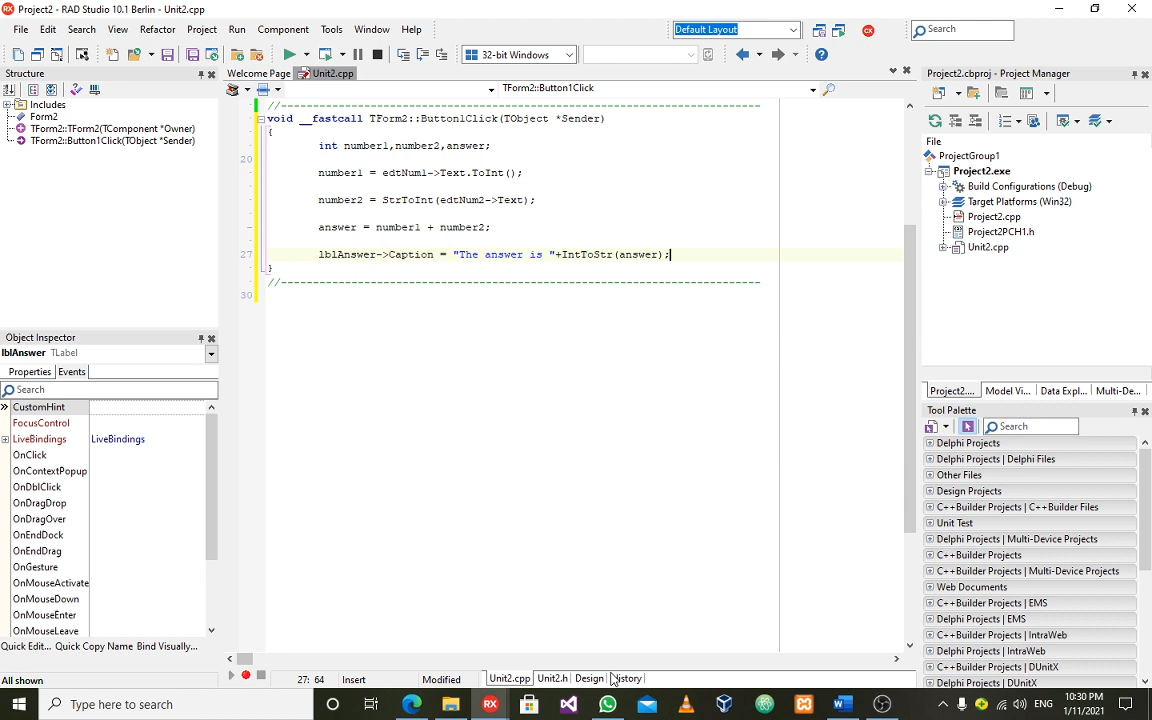 Project2 - RAD Studio 10.1 Berlin - Unit2.cpp
File Edit Search View Refactor Project Run Component Tools Window Help
Default Layout
Search
32-bit Windows
Structure
Welcome Page Unit2.cpp
Project2.cbproj - Project Manager
TForm2::Button1Click
Includes
Form2
TForm2::TForm2(TComponent *Owner)
TForm2::Button1Click(TObject *Sender)
//---------------------------------------------------------------------------
void __fastcall TForm2::Button1Click(TObject *Sender)
{
int number1,number2,answer;
20
number1 = edtNum1->Text.ToInt();
number2 = StrToInt(edtNum2->Text);
answer = number1 + number2;
27 lblAnswer->Caption = "The answer is "+IntToStr(answer);
}
//---------------------------------------------------------------------------
30
File
ProjectGroup1
Project2.exe
Build Configurations (Debug)
Target Platforms (Win32)
Project2.cpp
Project2PCH1.h
Unit2.cpp
Object Inspector
lblAnswer TLabel
Properties Events
Search
CustomHint
FocusControl
LiveBindings LiveBindings
OnClick
OnContextPopup
OnDblClick
OnDragDrop
OnDragOver
OnEndDock
OnEndDrag
OnGesture
OnMouseActivate
OnMouseDown
OnMouseEnter
OnMouseLeave
Quick Edit... Quick Copy Name Bind Visually...
All shown
Project2.... Model Vi... Data Expl... Multi-De...
Tool Palette
Search
Delphi Projects
Delphi Projects | Delphi Files
Other Files
Design Projects
C++Builder Projects | C++Builder Files
Unit Test
Delphi Projects | Multi-Device Projects
C++Builder Projects
C++Builder Projects | Multi-Device Projects
Web Documents
C++Builder Projects | EMS
Delphi Projects | EMS
C++Builder Projects | IntraWeb
Delphi Projects | IntraWeb
C++Builder Projects | DUnitX
Delphi Projects | DUnitX
27: 64 Insert Modified Unit2.cpp Unit2.h Design History
Type here to search
ENG
10:30 PM
1/11/2021